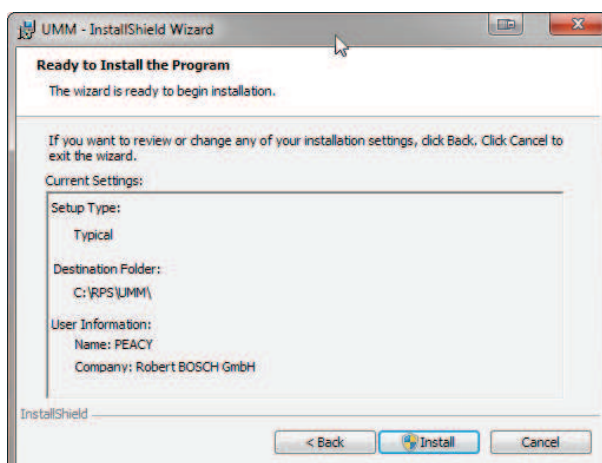 UMM - InstallShield Wizard
Ready to Install the Program
The wizard is ready to begin installation.
If you want to review or change any of your installation settings, click Back. Click Cancel to
exit the wizard.
Current Settings:
Setup Type:
Typical
Destination Folder:
C:\RPS\UMM\
User Information:
Name: PEACY
Company: Robert BOSCH GmbH
InstallShield
< Back
Install
Cancel